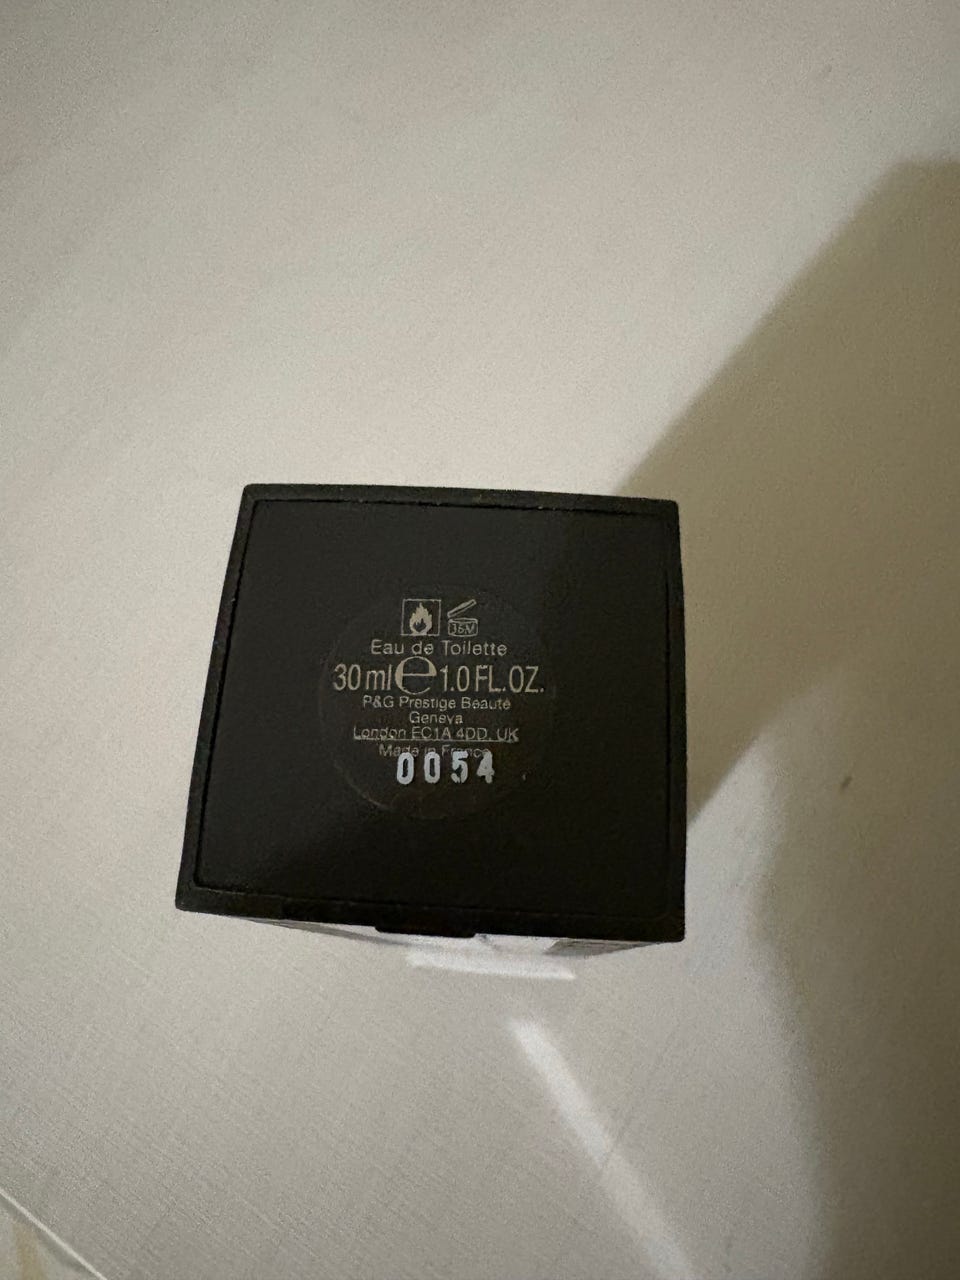 36M
Eau de Toilette
30 ml e 1.0 FL. OZ.
P&G Prestige Beauté
Geneva
London EC1A 4DD, UK
Made in France
0054